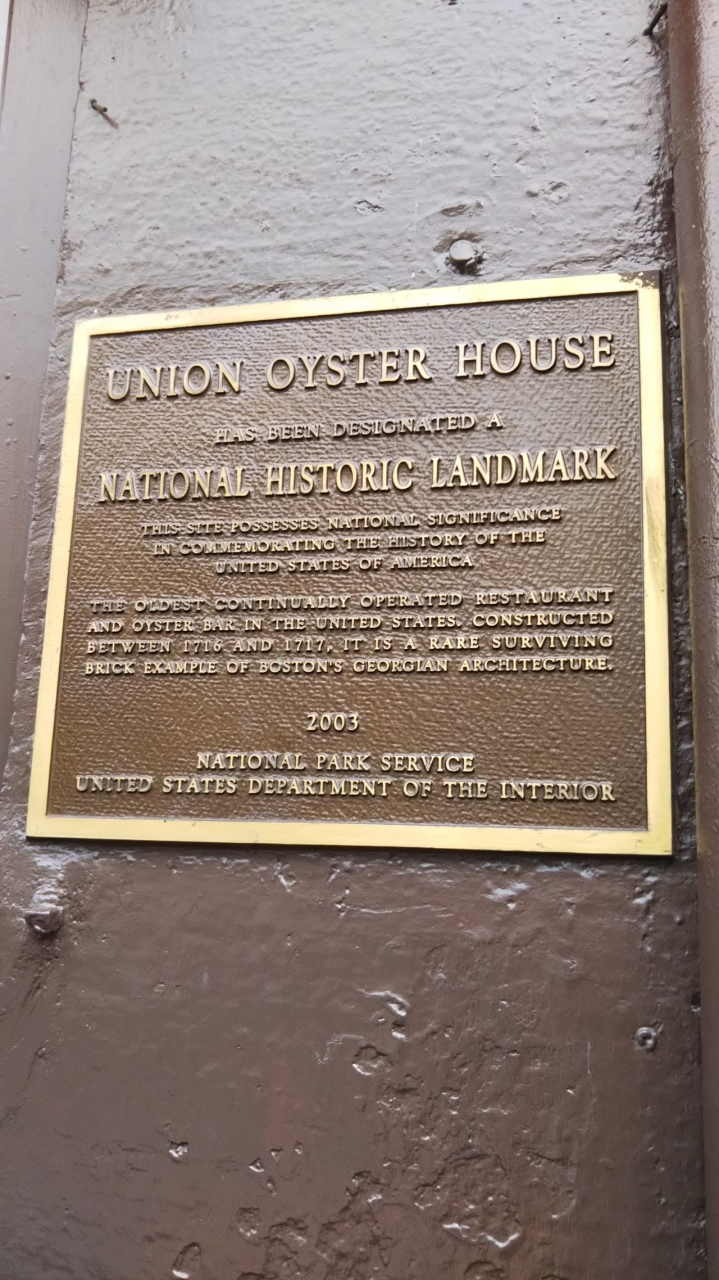 UNION OYSTER HOUSE
HAS BEEN DESIGNATED A
NATIONAL HISTORIC LANDMARK
THIS SITE POSSESSES NATIONAL SIGNIFICANCE
IN COMMEMORATING THE HISTORY OF THE
UNITED STATES OF AMERICA
THE OLDEST CONTINUALLY OPERATED RESTAURANT
AND OYSTER BAR IN THE UNITED STATES. CONSTRUCTED
BETWEEN 1716 AND 1717, IT IS A RARE SURVIVING
BRICK EXAMPLE OF BOSTON'S GEORGIAN ARCHITECTURE.
2003
NATIONAL PARK SERVICE
UNITED STATES DEPARTMENT OF THE INTERIOR